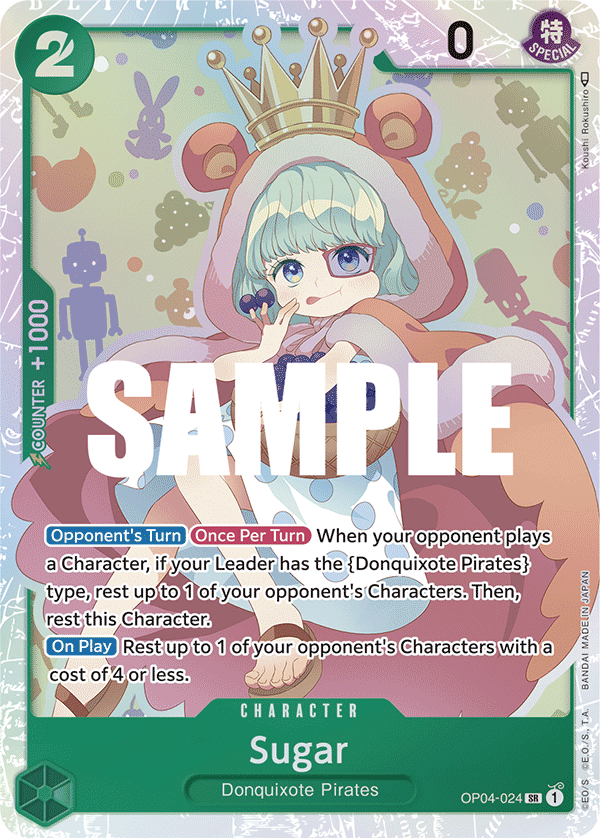 2
0
特
SPECIAL
Koushi Rokushiro
COUNTER +1000
SAMPLE
Opponent's Turn Once Per Turn When your opponent plays
a Character, if your Leader has the {Donquixote Pirates}
type, rest up to 1 of your opponent's Characters. Then,
rest this Character.
On Play Rest up to 1 of your opponent's Characters with a
cost of 4 or less.
CHARACTER
Sugar
Donquixote Pirates
OP04-024 SR 1
©E.O/S ©E.O./S., T.A. BANDAI MADE IN JAPAN